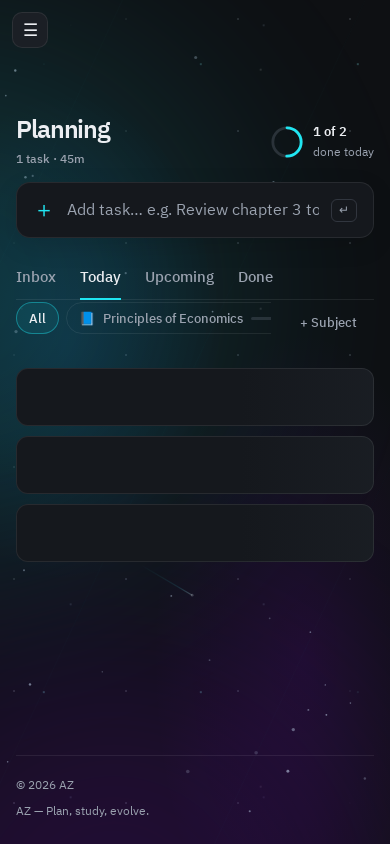 ☰
Planning
1 task · 45m
1 of 2
done today
+ Add task… e.g. Review chapter 3 to ↵
Inbox Today Upcoming Done
All 📘 Principles of Economics + Subject
© 2026 AZ
AZ — Plan, study, evolve.